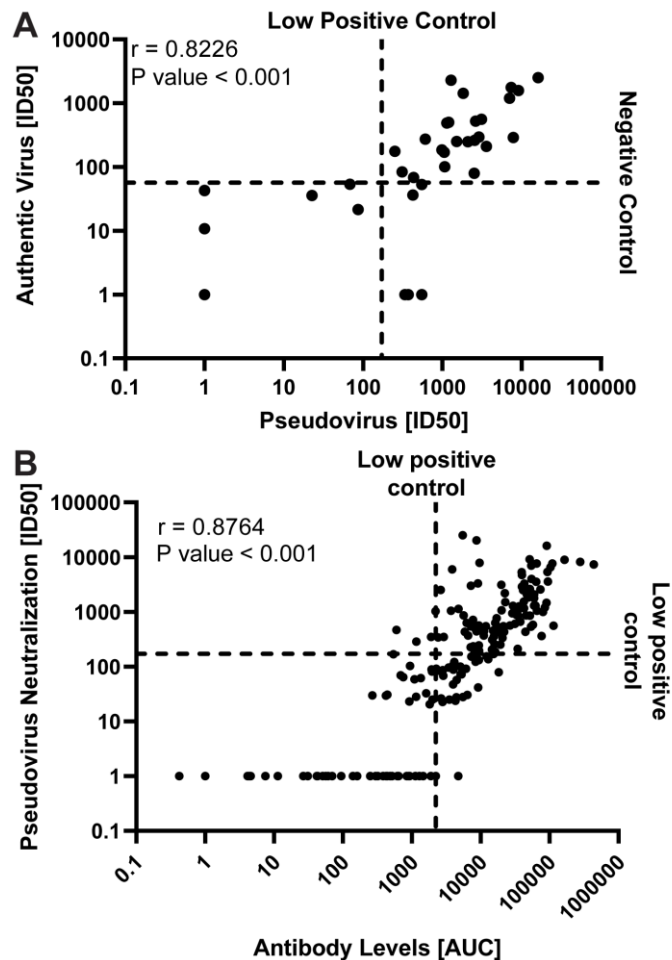 A
Low Positive Control
r = 0.8226
P value < 0.001
Authentic Virus [ID50]
10000
1000
100
10
1
0.1
Negative Control
0.1
1
10
100
1000
10000
100000
Pseudovirus [ID50]
B
Low positive
control
r = 0.8764
P value < 0.001
Pseudovirus Neutralization [ID50]
100000
10000
1000
100
10
1
0.1
Low positive
control
0.1
1
10
100
1000
10000
100000
1000000
Antibody Levels [AUC]